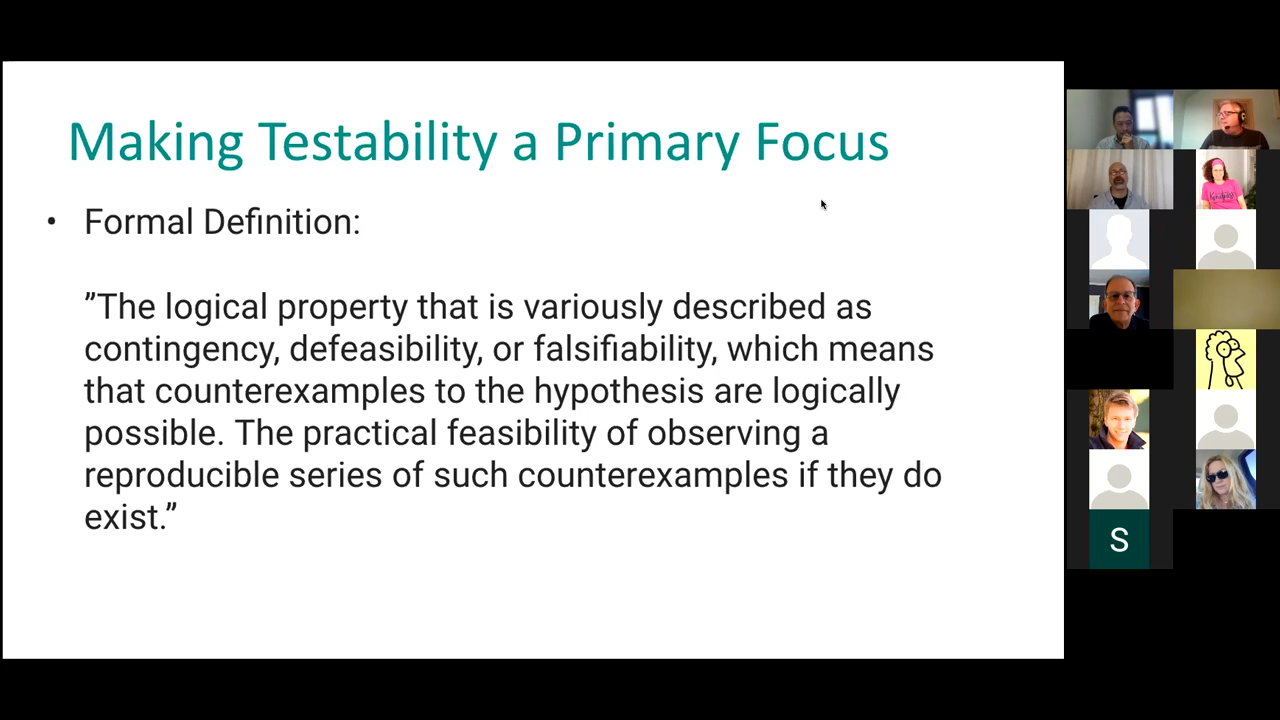 Making Testability a Primary Focus
• Formal Definition:
”The logical property that is variously described as
contingency, defeasibility, or falsifiability, which means
that counterexamples to the hypothesis are logically
possible. The practical feasibility of observing a
reproducible series of such counterexamples if they do
exist.”
S